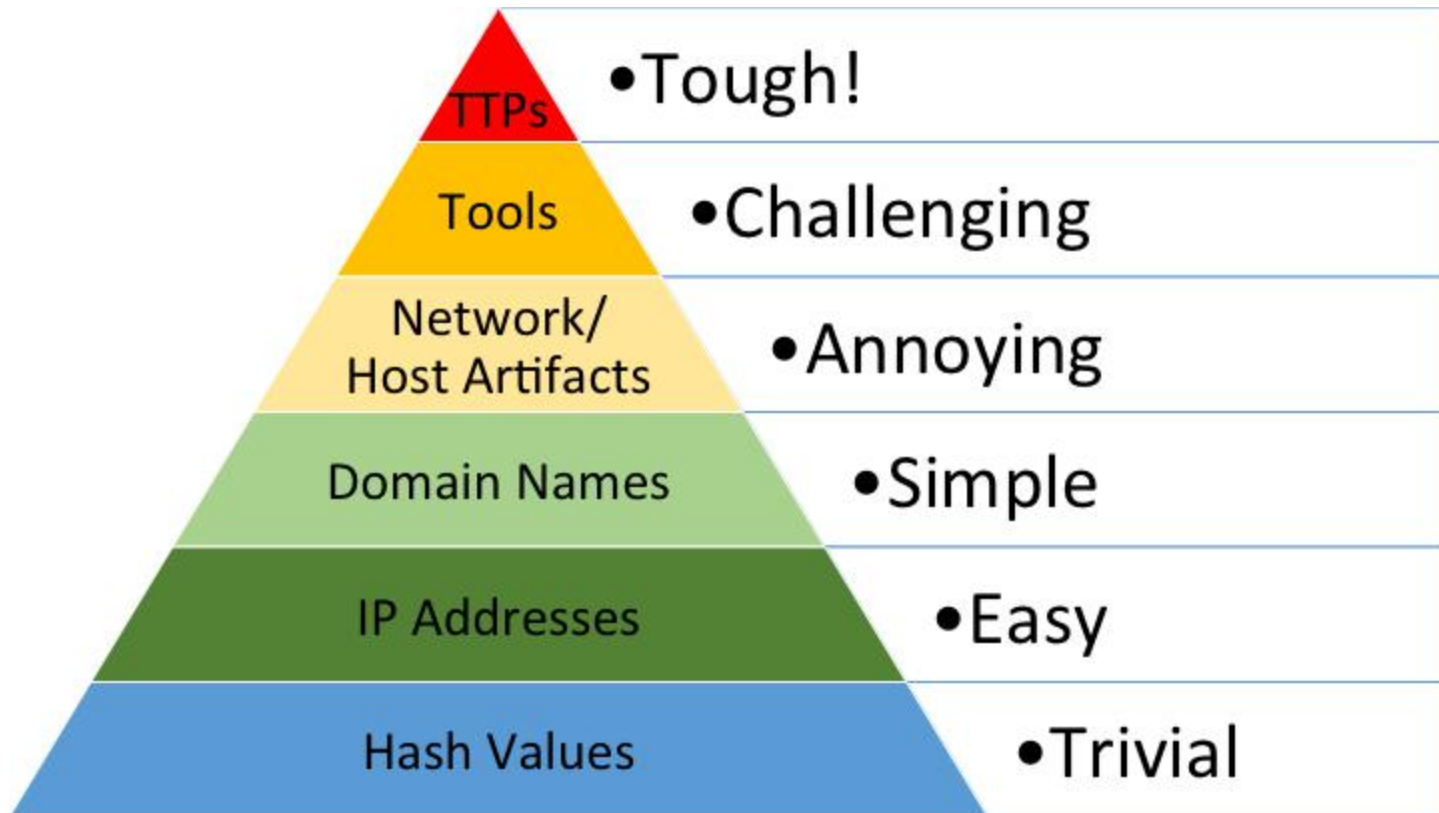 TTPs
•Tough!
Tools
•Challenging
Network/
Host Artifacts
•Annoying
Domain Names
•Simple
IP Addresses
•Easy
Hash Values
•Trivial